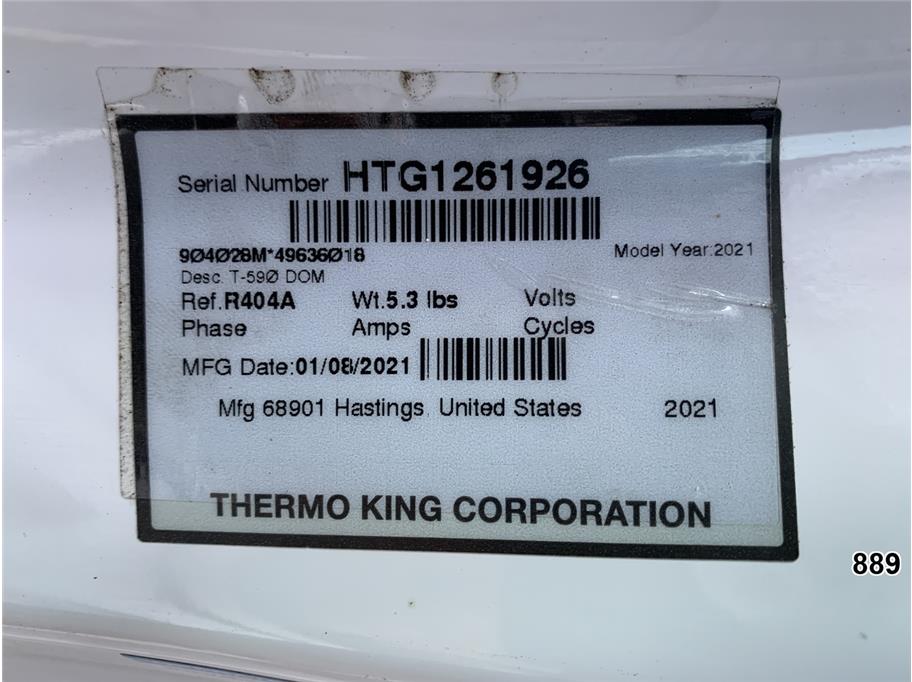 Serial Number HTG1261926
9Ø4Ø28M*49636Ø18
Model Year:2021
Desc. T-59Ø DOM
Ref.R404A Wt.5.3 lbs Volts
Phase Amps Cycles
MFG Date:01/08/2021
Mfg 68901 Hastings, United States 2021
THERMO KING CORPORATION
889